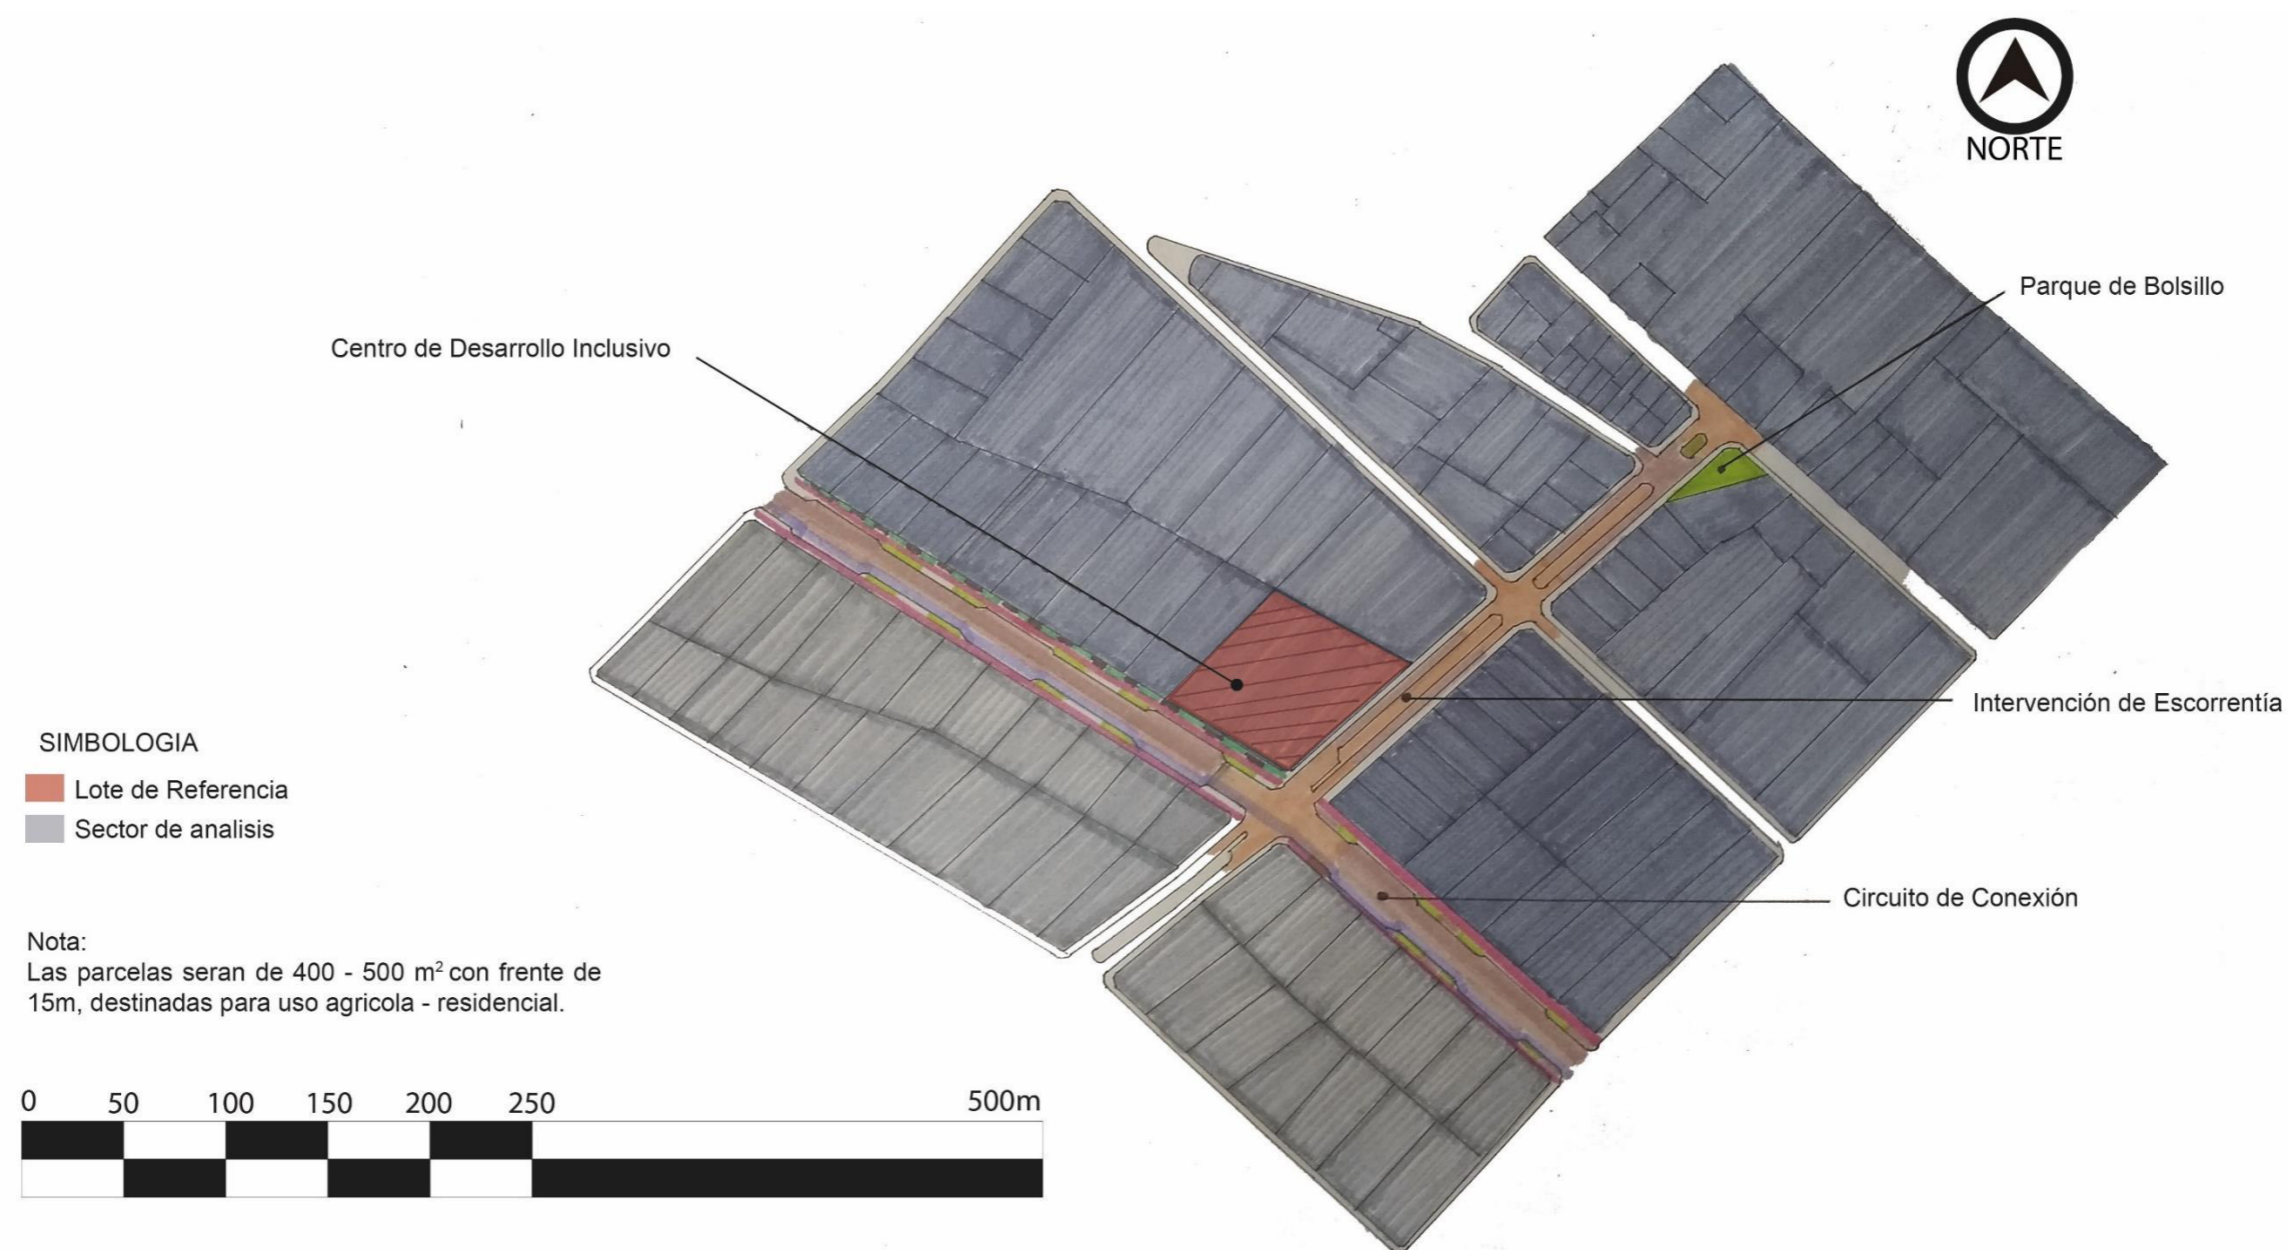 NORTE
Parque de Bolsillo
Centro de Desarrollo Inclusivo
Intervención de Escorrentía
SIMBOLOGIA
Lote de Referencia
Sector de analisis
Circuito de Conexión
Nota:
Las parcelas seran de 400 - 500 m² con frente de
15m, destinadas para uso agricola - residencial.
0 50 100 150 200 250 500m